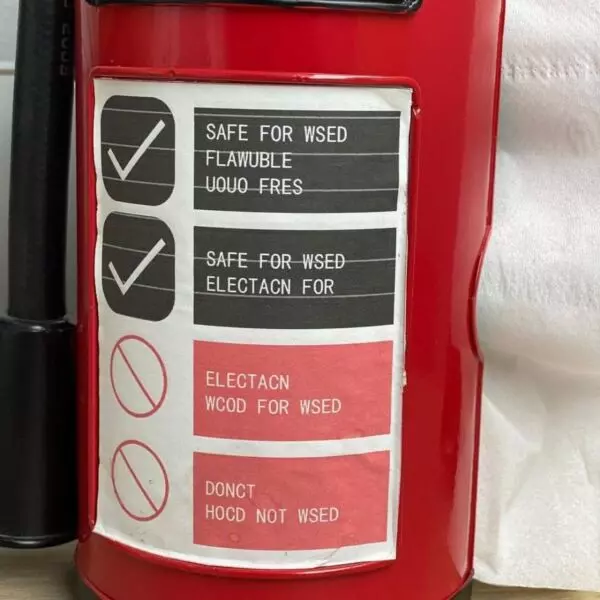 SAFE FOR WSED
FLAWUBLE
UOUO FRES
SAFE FOR WSED
ELECTACN FOR
ELECTACN
WCOD FOR WSED
DONCT
HOCD NOT WSED